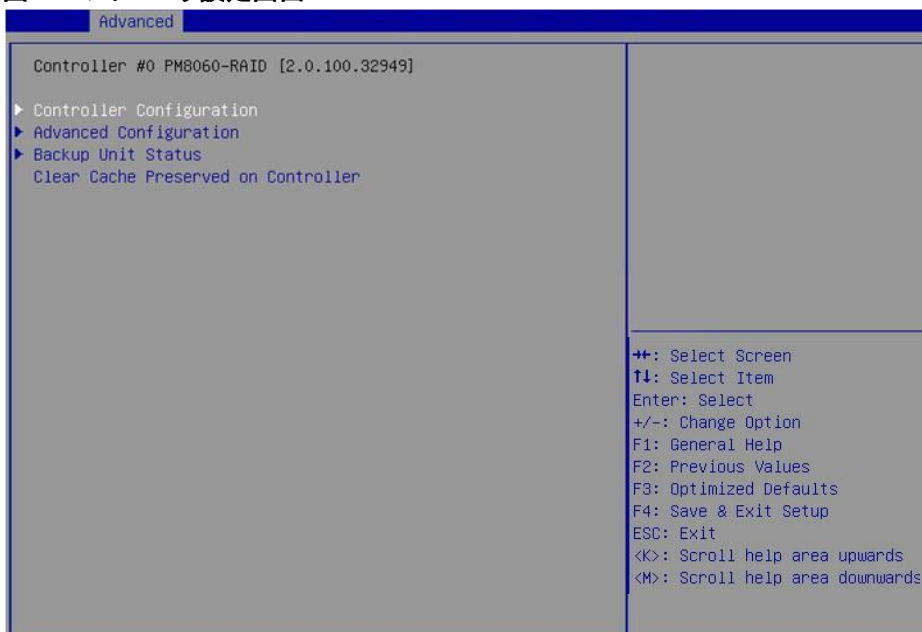 Advanced
Controller #0 PM8060-RAID [2.0.100.32949]
Controller Configuration
Advanced Configuration
Backup Unit Status
Clear Cache Preserved on Controller
→←: Select Screen
↑↓: Select Item
Enter: Select
+/-: Change Option
F1: General Help
F2: Previous Values
F3: Optimized Defaults
F4: Save & Exit Setup
ESC: Exit
<K>: Scroll help area upwards
<M>: Scroll help area downwards